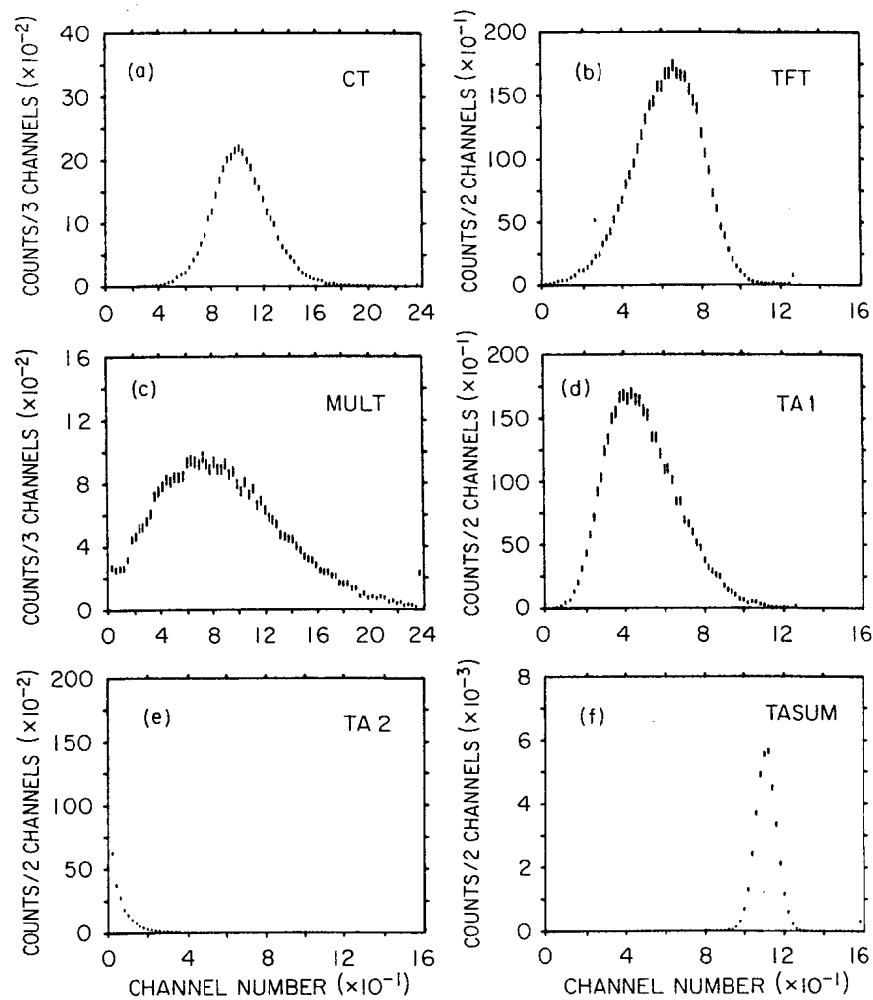 COUNTS/3 CHANNELS (×10⁻²)
40
30
20
10
0
(a)
CT
0 4 8 12 16 20 24
COUNTS/2 CHANNELS (×10⁻¹)
200
175
150
100
50
0
(b)
TFT
0 4 8 12 16
COUNTS/3 CHANNELS (×10⁻²)
16
12
8
4
0
(c)
MULT
0 4 8 12 16 20 24
COUNTS/2 CHANNELS (×10⁻¹)
200
150
100
50
0
(d)
TA1
0 4 8 12 16
COUNTS/2 CHANNELS (×10⁻²)
200
150
100
50
0
(e)
TA2
0 4 8 12 16
CHANNEL NUMBER (×10⁻¹)
COUNTS/2 CHANNELS (×10⁻³)
8
6
4
2
0
(f)
TASUM
0 4 8 12 16
CHANNEL NUMBER (×10⁻¹)